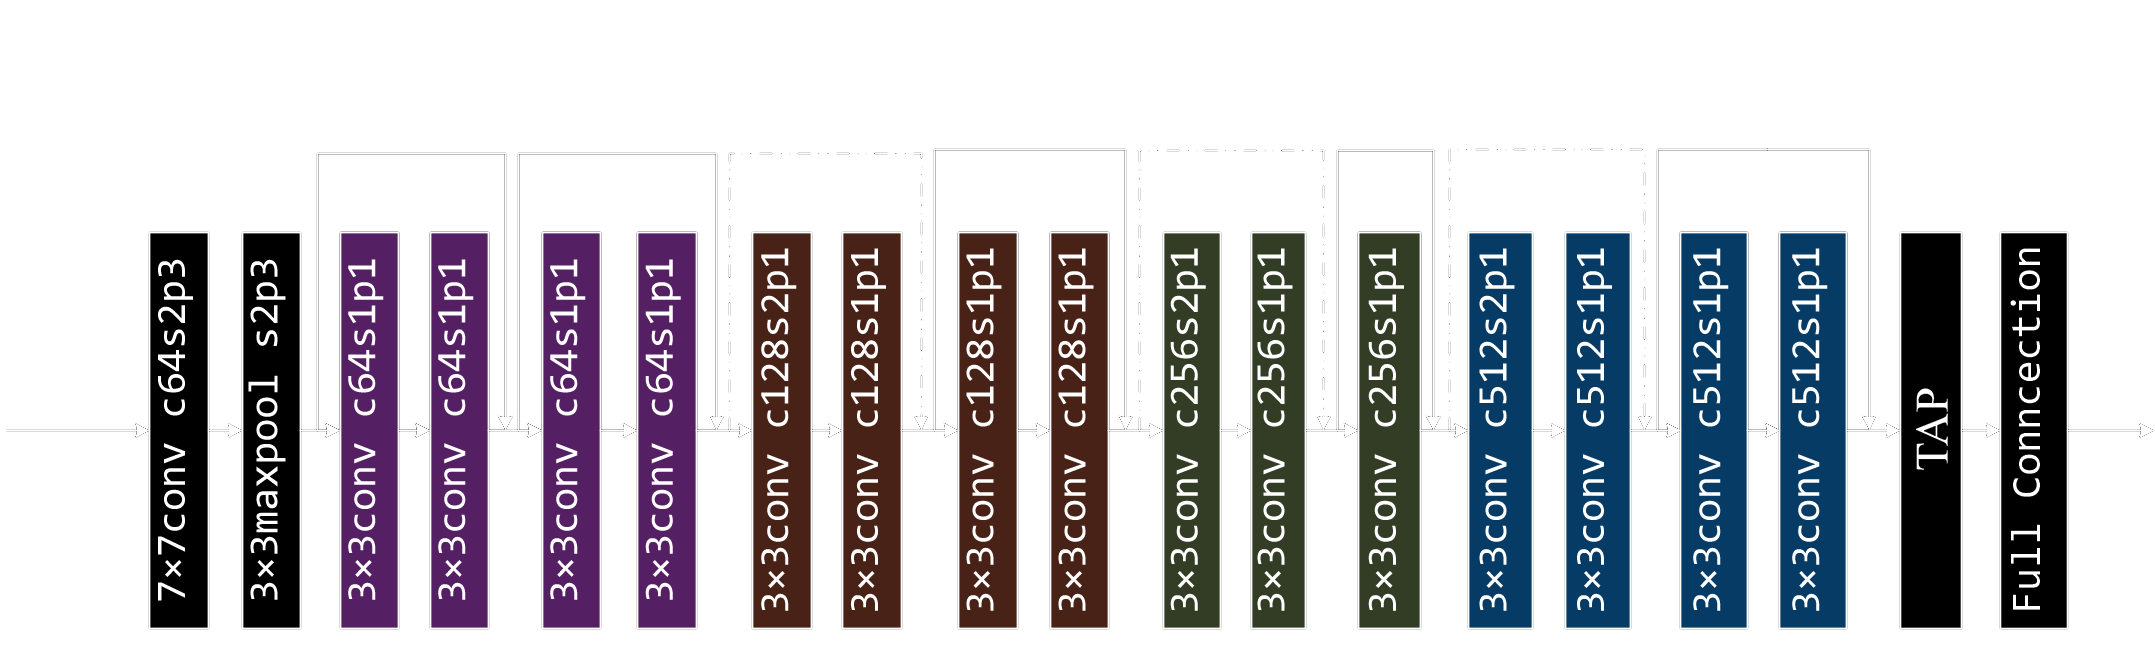 7×7conv c64s2p3
3×3maxpool s2p3
3×3conv c64s1p1
3×3conv c64s1p1
3×3conv c64s1p1
3×3conv c64s1p1
3×3conv c128s2p1
3×3conv c128s1p1
3×3conv c128s1p1
3×3conv c128s1p1
3×3conv c256s2p1
3×3conv c256s1p1
3×3conv c256s1p1
3×3conv c512s2p1
3×3conv c512s1p1
3×3conv c512s1p1
3×3conv c512s1p1
TAP
Full Conncection